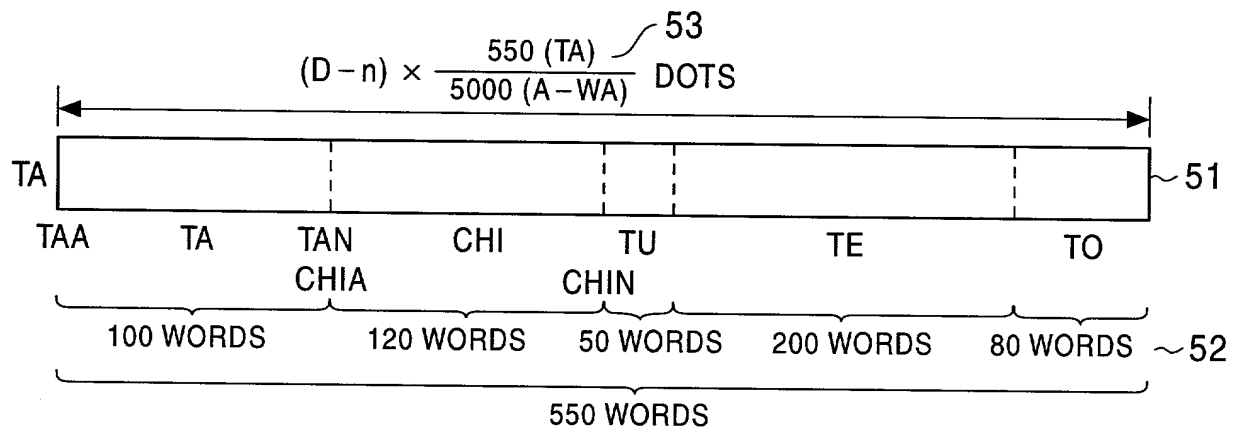 53
(D−n) × 550 (TA) / 5000 (A−WA) DOTS
TA
51
TAA TA TAN CHI TU TE TO
CHIA CHIN
100 WORDS 120 WORDS 50 WORDS 200 WORDS 80 WORDS 52
550 WORDS